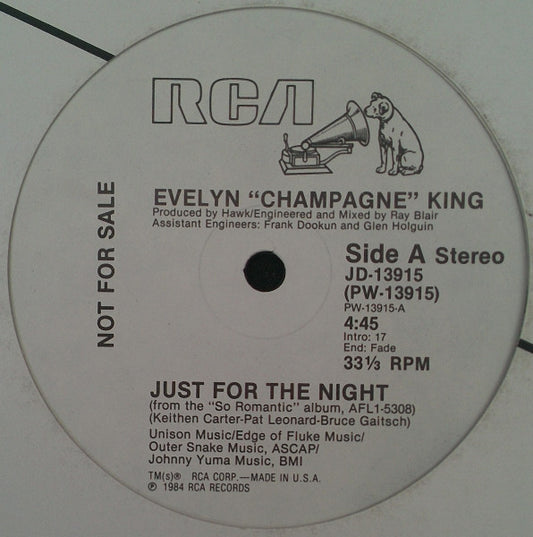 RCA
EVELYN “CHAMPAGNE” KING
Produced by Hawk/Engineered and Mixed by Ray Blair
Assistant Engineers: Frank Dookun and Glen Holguin
NOT FOR SALE
Side A Stereo
JD-13915
(PW-13915)
PW-13915-A
4:45
Intro: 17
End: Fade
33⅓ RPM
JUST FOR THE NIGHT
(from the "So Romantic" album, AFL1-5308)
(Keithen Carter-Pat Leonard-Bruce Gaitsch)
Unison Music/Edge of Fluke Music/
Outer Snake Music, ASCAP/
Johnny Yuma Music, BMI
TM(s)® RCA CORP.—MADE IN U.S.A.
℗ 1984 RCA RECORDS